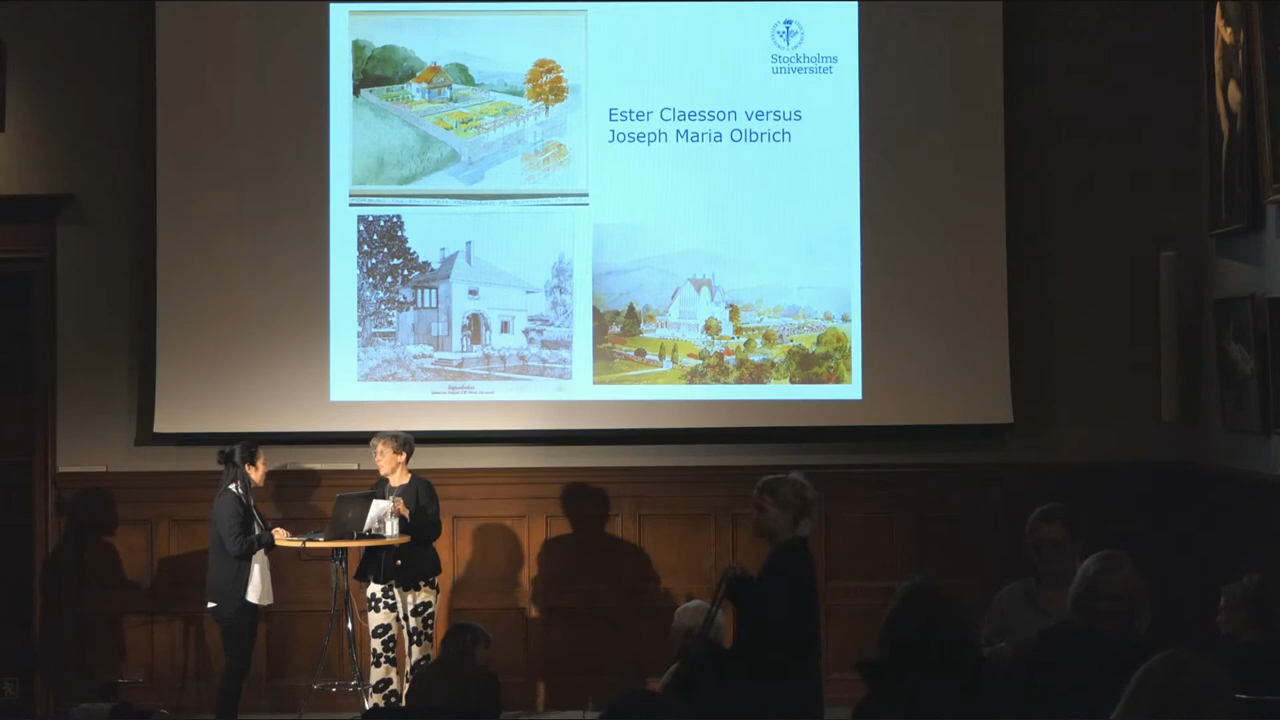 Stockholms
universitet
Ester Claesson versus
Joseph Maria Olbrich